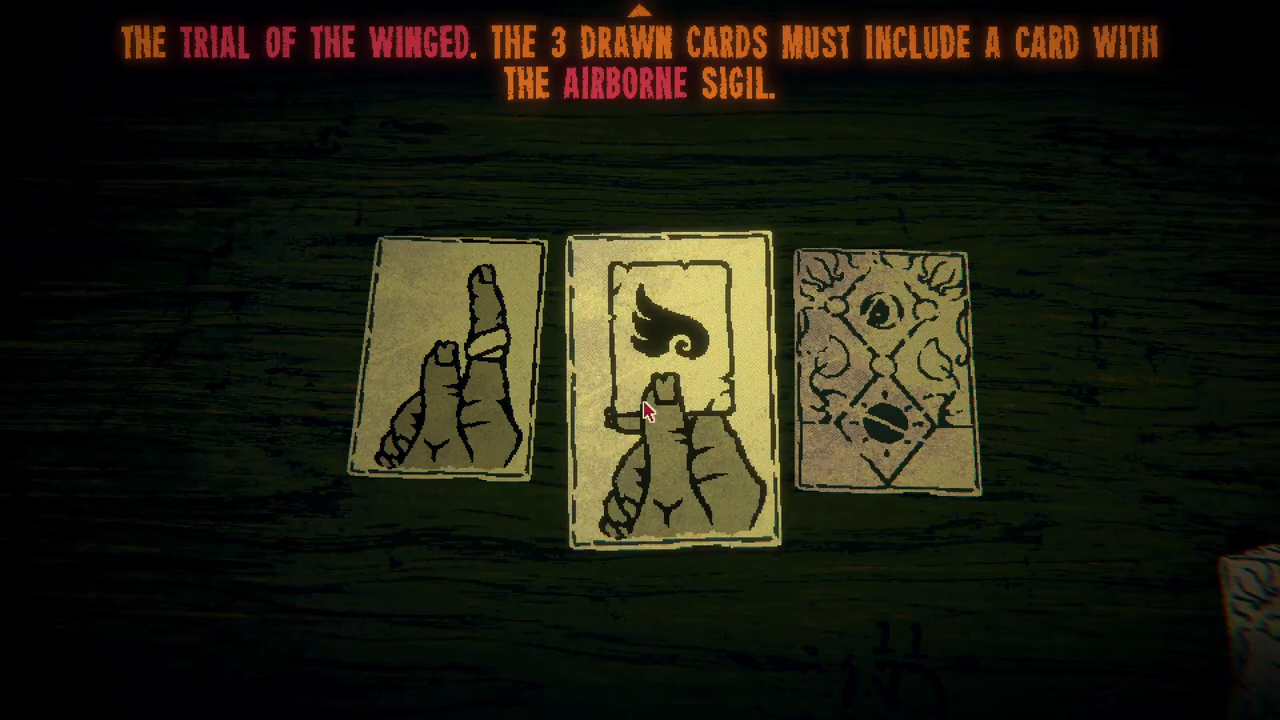 THE TRIAL OF THE WINGED. THE 3 DRAWN CARDS MUST INCLUDE A CARD WITH
THE AIRBORNE SIGIL.